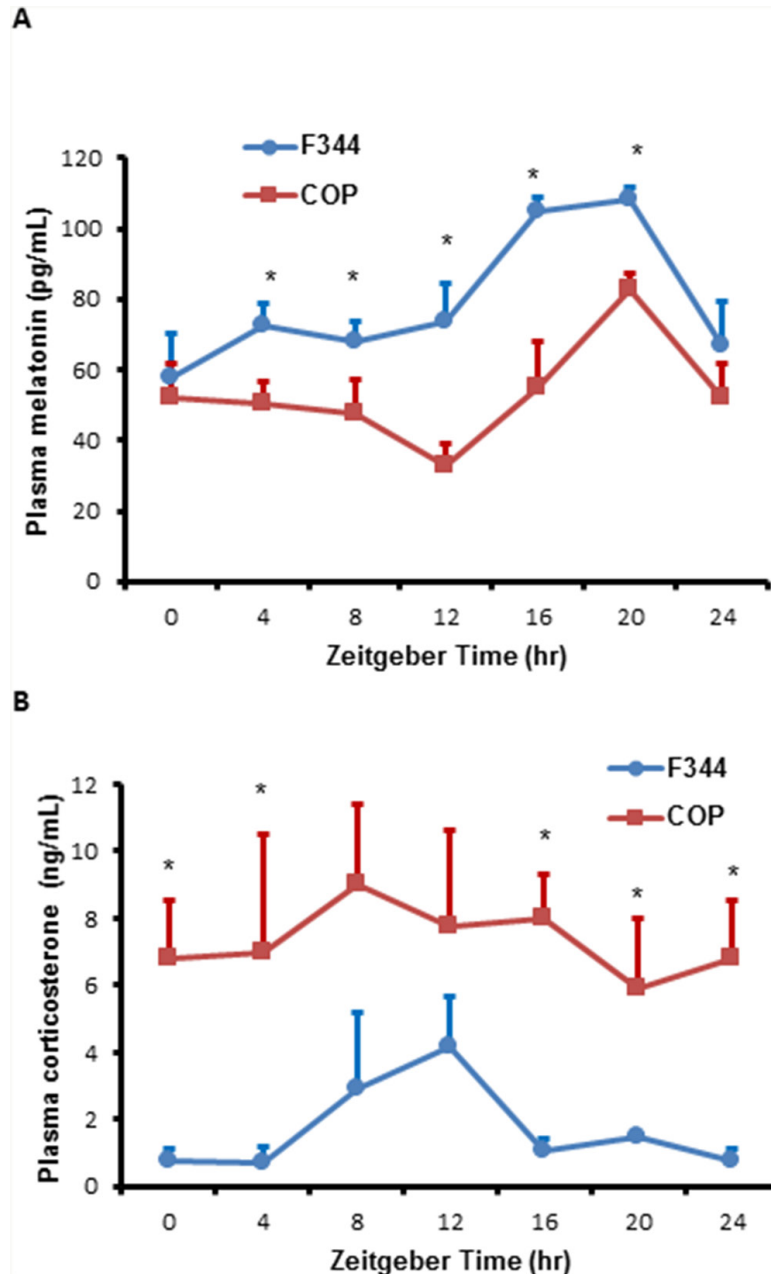 A
F344
COP
*
*
*
*
*
120
100
80
60
40
20
0
Plasma melatonin (pg/mL)
0 4 8 12 16 20 24
Zeitgeber Time (hr)
B
F344
COP
*
*
*
*
*
12
10
8
6
4
2
0
Plasma corticosterone (ng/mL)
0 4 8 12 16 20 24
Zeitgeber Time (hr)